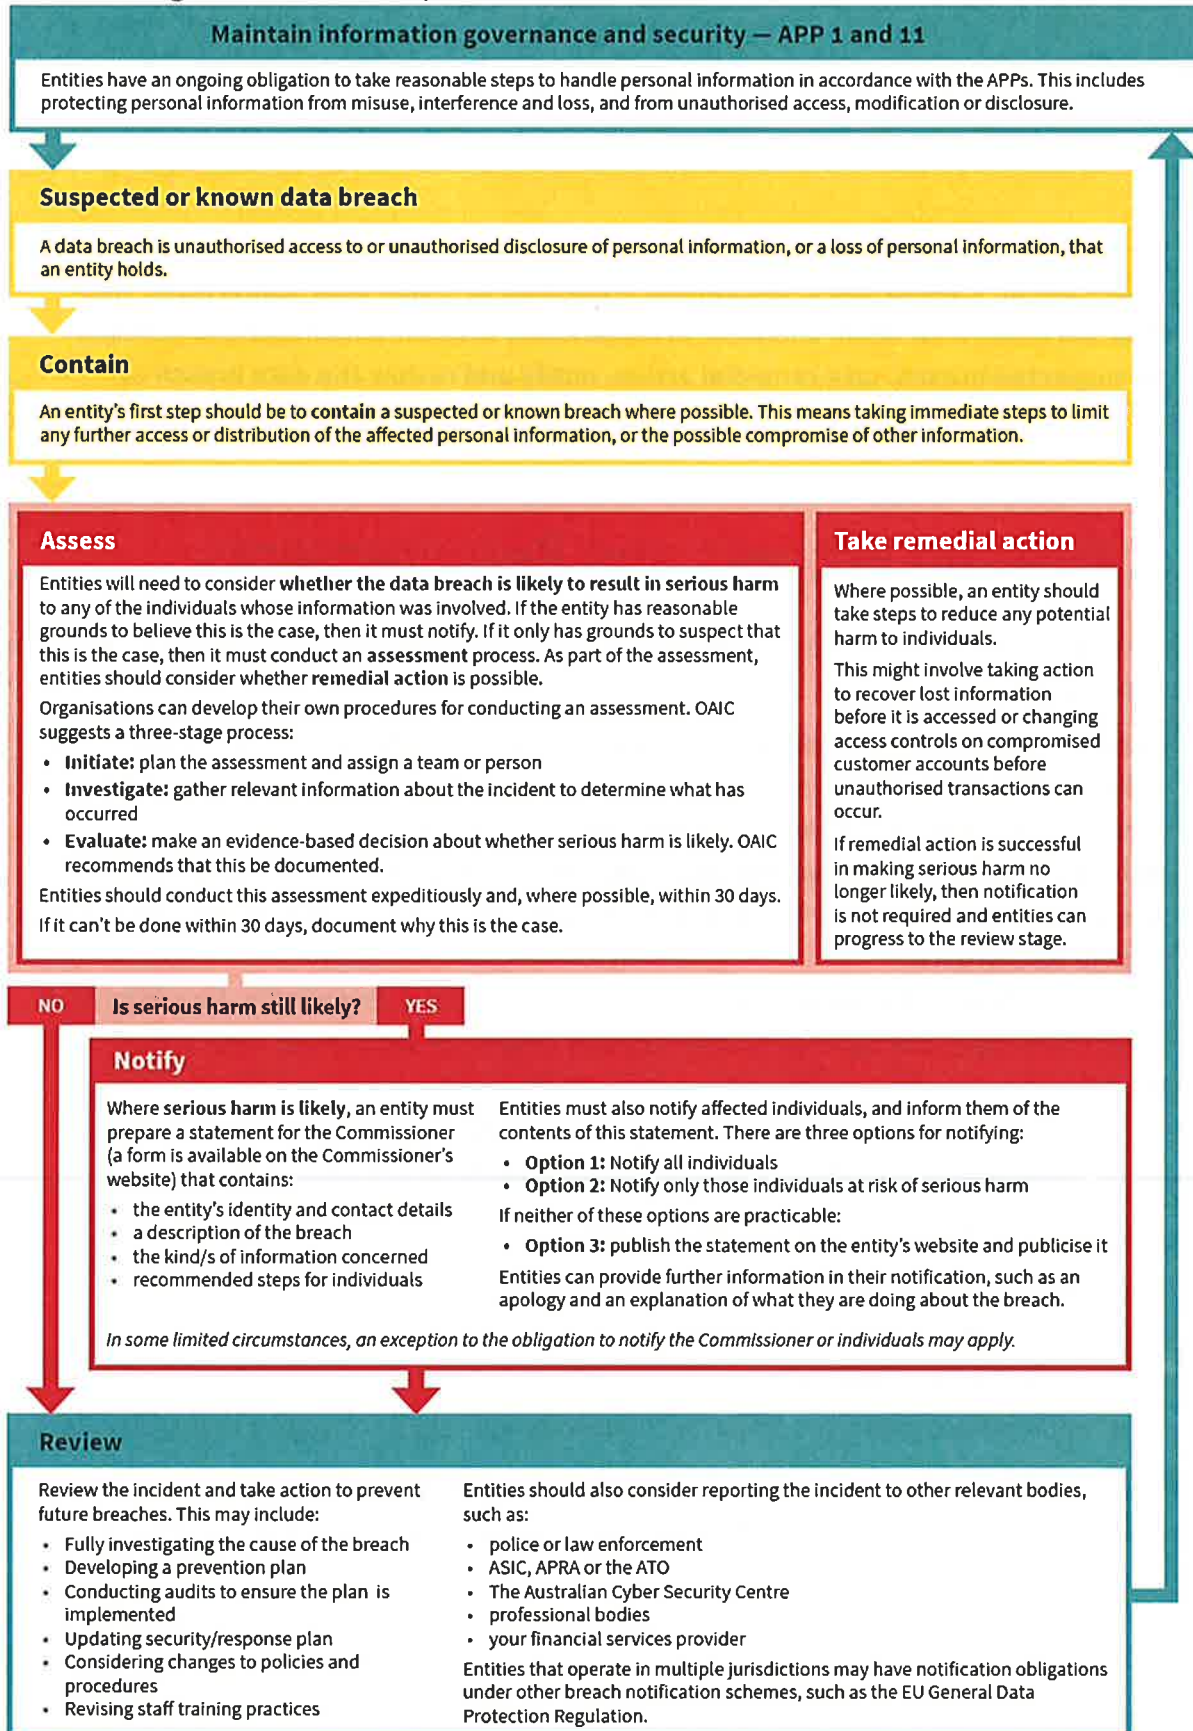 Maintain information governance and security — APP 1 and 11
Entities have an ongoing obligation to take reasonable steps to handle personal information in accordance with the APPs. This includes
protecting personal information from misuse, interference and loss, and from unauthorised access, modification or disclosure.
Suspected or known data breach
A data breach is unauthorised access to or unauthorised disclosure of personal information, or a loss of personal information, that
an entity holds.
Contain
An entity's first step should be to contain a suspected or known breach where possible. This means taking immediate steps to limit
any further access or distribution of the affected personal information, or the possible compromise of other information.
Assess
Entities will need to consider whether the data breach is likely to result in serious harm
to any of the individuals whose information was involved. If the entity has reasonable
grounds to believe this is the case, then it must notify. If it only has grounds to suspect that
this is the case, then it must conduct an assessment process. As part of the assessment,
entities should consider whether remedial action is possible.
Organisations can develop their own procedures for conducting an assessment. OAIC
suggests a three-stage process:
• Initiate: plan the assessment and assign a team or person
• Investigate: gather relevant information about the incident to determine what has
occurred
• Evaluate: make an evidence-based decision about whether serious harm is likely. OAIC
recommends that this be documented.
Entities should conduct this assessment expeditiously and, where possible, within 30 days.
If it can't be done within 30 days, document why this is the case.
Take remedial action
Where possible, an entity should
take steps to reduce any potential
harm to individuals.
This might involve taking action
to recover lost information
before it is accessed or changing
access controls on compromised
customer accounts before
unauthorised transactions can
occur.
If remedial action is successful
in making serious harm no
longer likely, then notification
is not required and entities can
progress to the review stage.
NO Is serious harm still likely? YES
Notify
Where serious harm is likely, an entity must
prepare a statement for the Commissioner
(a form is available on the Commissioner's
website) that contains:
• the entity's identity and contact details
• a description of the breach
• the kind/s of information concerned
• recommended steps for individuals
Entities must also notify affected individuals, and inform them of the
contents of this statement. There are three options for notifying:
• Option 1: Notify all individuals
• Option 2: Notify only those individuals at risk of serious harm
If neither of these options are practicable:
• Option 3: publish the statement on the entity's website and publicise it
Entities can provide further information in their notification, such as an
apology and an explanation of what they are doing about the breach.
In some limited circumstances, an exception to the obligation to notify the Commissioner or individuals may apply.
Review
Review the incident and take action to prevent
future breaches. This may include:
• Fully investigating the cause of the breach
• Developing a prevention plan
• Conducting audits to ensure the plan is
implemented
• Updating security/response plan
• Considering changes to policies and
procedures
• Revising staff training practices
Entities should also consider reporting the incident to other relevant bodies,
such as:
• police or law enforcement
• ASIC, APRA or the ATO
• The Australian Cyber Security Centre
• professional bodies
• your financial services provider
Entities that operate in multiple jurisdictions may have notification obligations
under other breach notification schemes, such as the EU General Data
Protection Regulation.